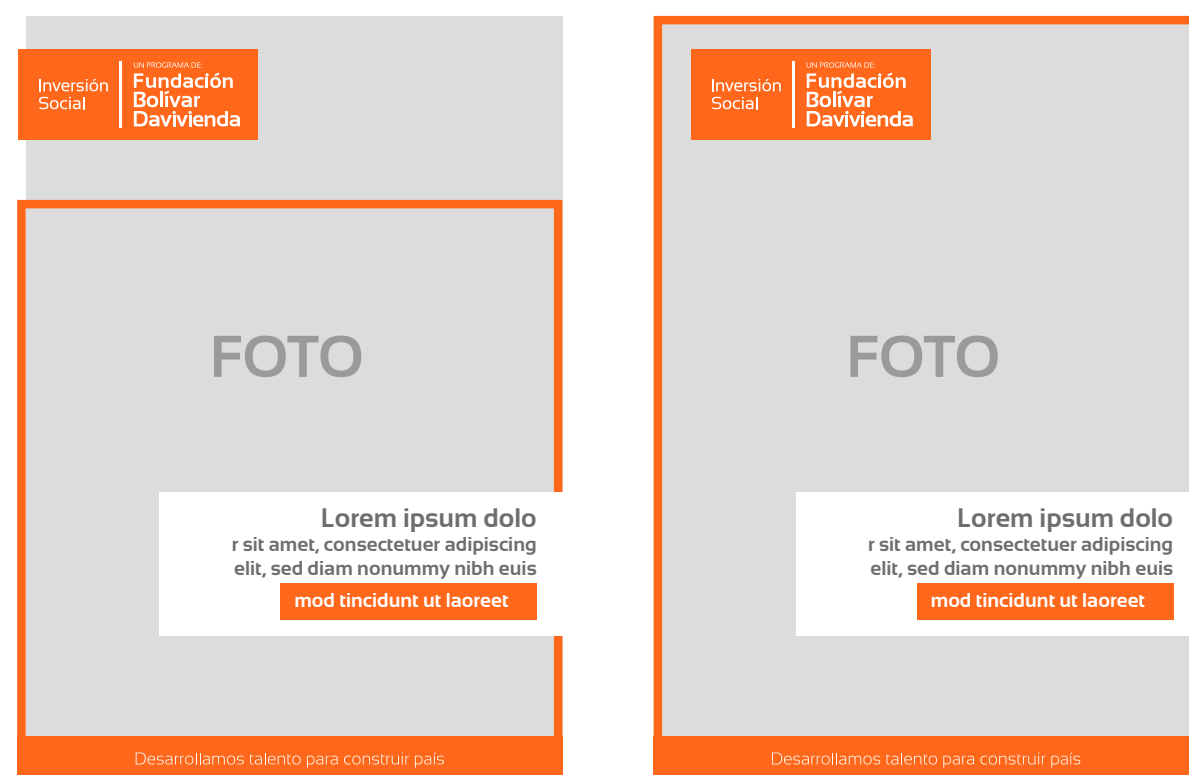 Inversión
Social
UN PROGRAMA DE:
Fundación
Bolívar
Davivienda
FOTO
Lorem ipsum dolo
r sit amet, consectetuer adipiscing
elit, sed diam nonummy nibh euis
mod tincidunt ut laoreet
Desarrollamos talento para construir país
Inversión
Social
UN PROGRAMA DE:
Fundación
Bolívar
Davivienda
FOTO
Lorem ipsum dolo
r sit amet, consectetuer adipiscing
elit, sed diam nonummy nibh euis
mod tincidunt ut laoreet
Desarrollamos talento para construir país